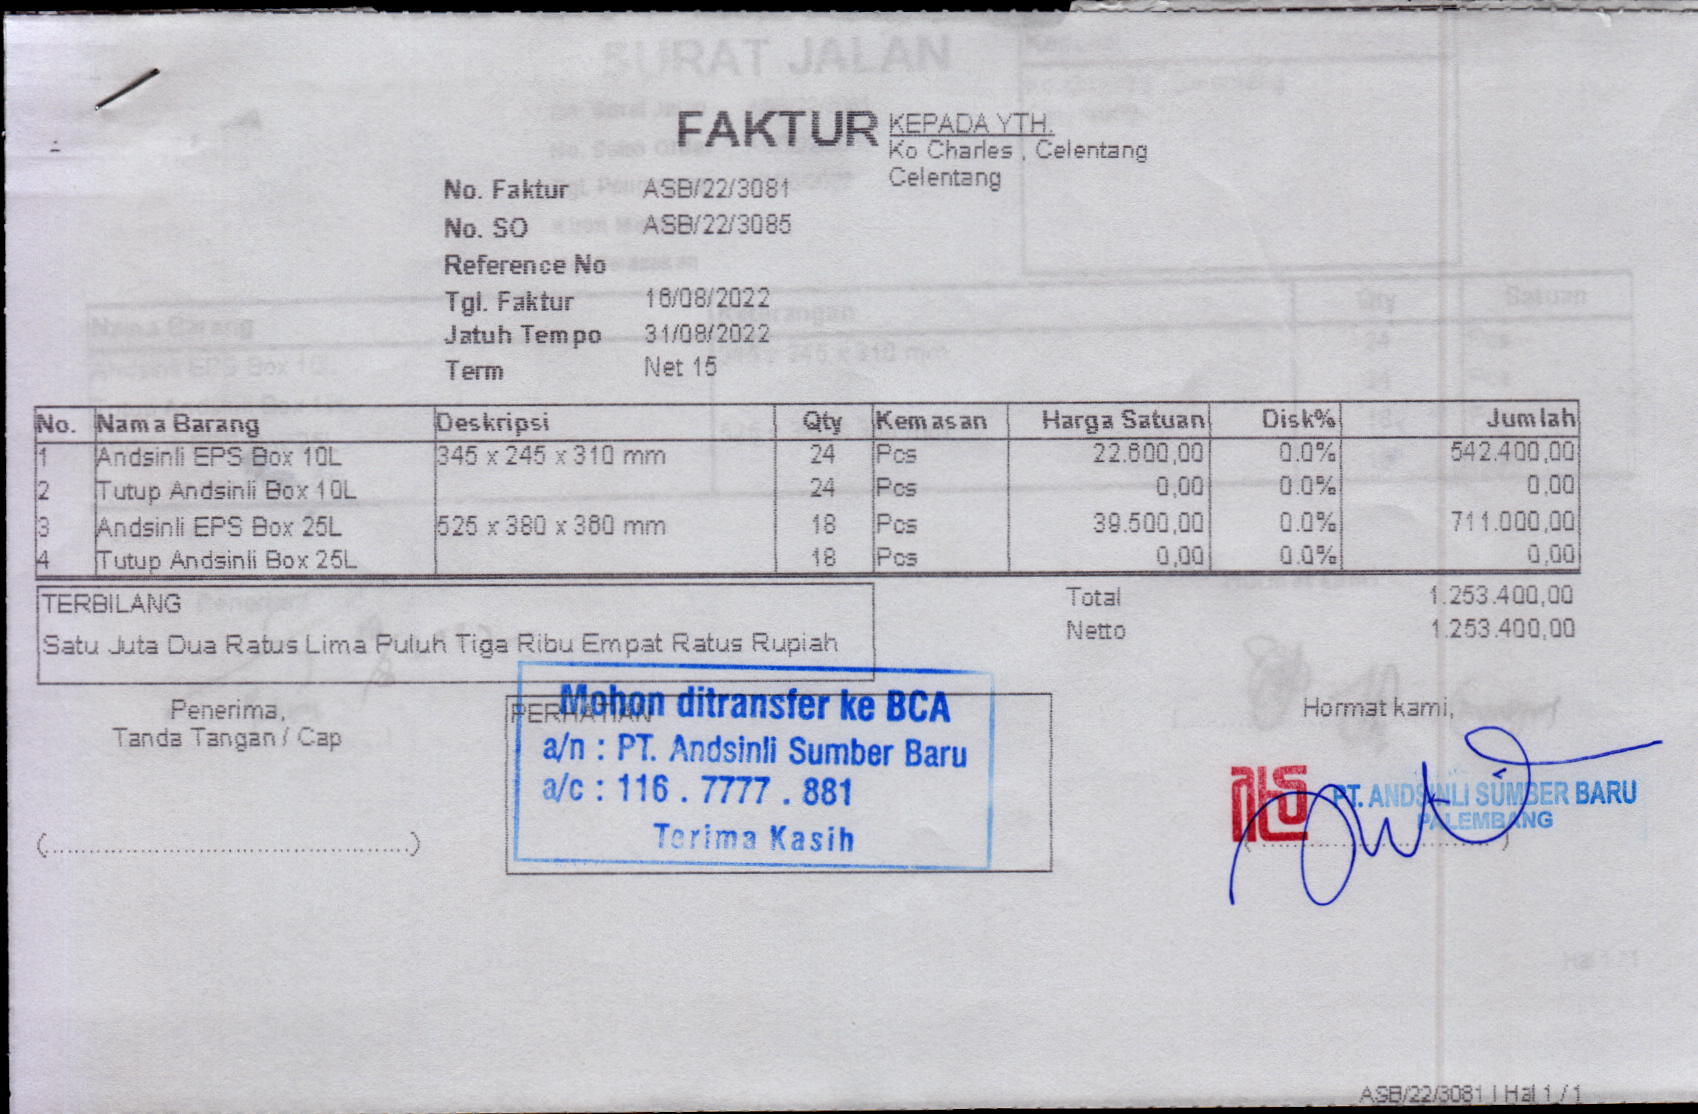 SURAT JALAN
FAKTUR
KEPADA YTH.
Ko Charles , Celentang
Celentang
No. Faktur ASB/22/3081
No. SO ASB/22/3085
Reference No
Tgl. Faktur 16/08/2022
Jatuh Tempo 31/08/2022
Term Net 15
No. Nama Barang Deskripsi Qty Kemasan Harga Satuan Disk% Jumlah
1 Andsinli EPS Box 10L 345 x 245 x 310 mm 24 Pcs 22.600,00 0.0% 542.400,00
2 Tutup Andsinli Box 10L 24 Pcs 0,00 0.0% 0,00
3 Andsinli EPS Box 25L 525 x 380 x 360 mm 18 Pcs 39.500,00 0.0% 711.000,00
4 Tutup Andsinli Box 25L 18 Pcs 0,00 0.0% 0,00
TERBILANG
Satu Juta Dua Ratus Lima Puluh Tiga Ribu Empat Ratus Rupiah
Total 1.253.400,00
Netto 1.253.400,00
Penerima,
Tanda Tangan / Cap
(............................................)
PERHATIAN
Mohon ditransfer ke BCA
a/n : PT. Andsinli Sumber Baru
a/c : 116 . 7777 . 881
Terima Kasih
Hormat kami,
PT. ANDSINLI SUMBER BARU
PALEMBANG
(..............................)
ASB/22/3081 | Hal 1 / 1